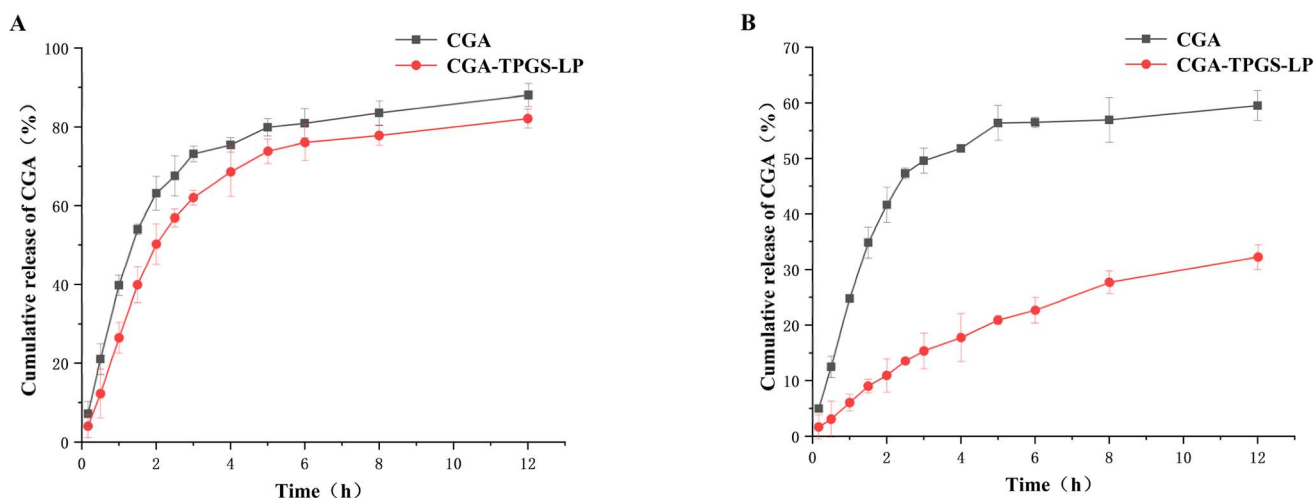 A
CGA
CGA-TPGS-LP
100
80
60
40
20
0
0 2 4 6 8 10 12
Cumulative release of CGA（%）
Time（h）
B
CGA
CGA-TPGS-LP
70
60
50
40
30
20
10
0
0 2 4 6 8 10 12
Cumulative release of CGA（%）
Time（h）